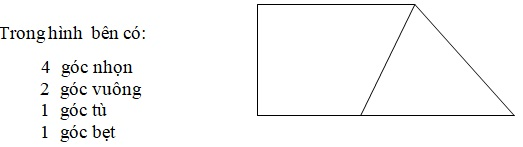 Trong hình bên có:
4 góc nhọn
2 góc vuông
1 góc tù
1 góc bẹt